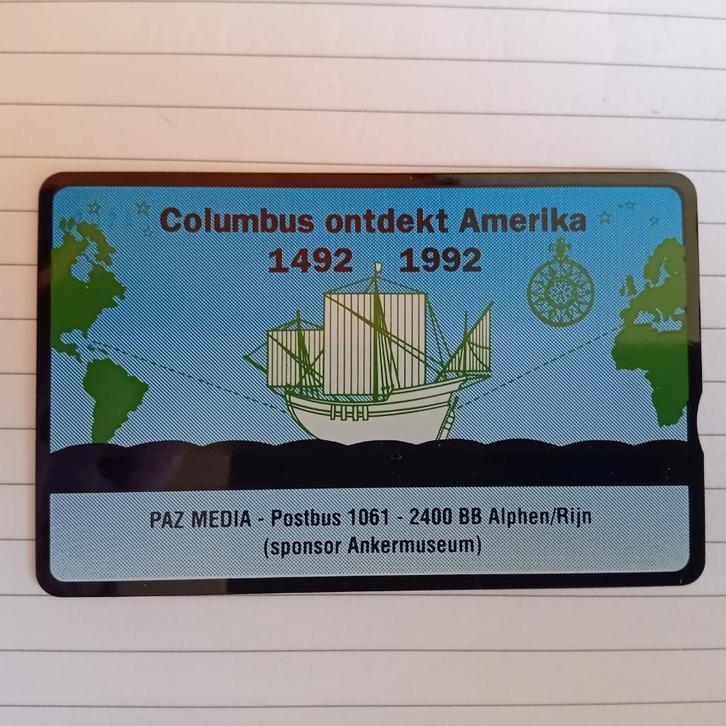 Columbus ontdekt Amerika
1492 1992
PAZ MEDIA - Postbus 1061 - 2400 BB Alphen/Rijn
(sponsor Ankermuseum)